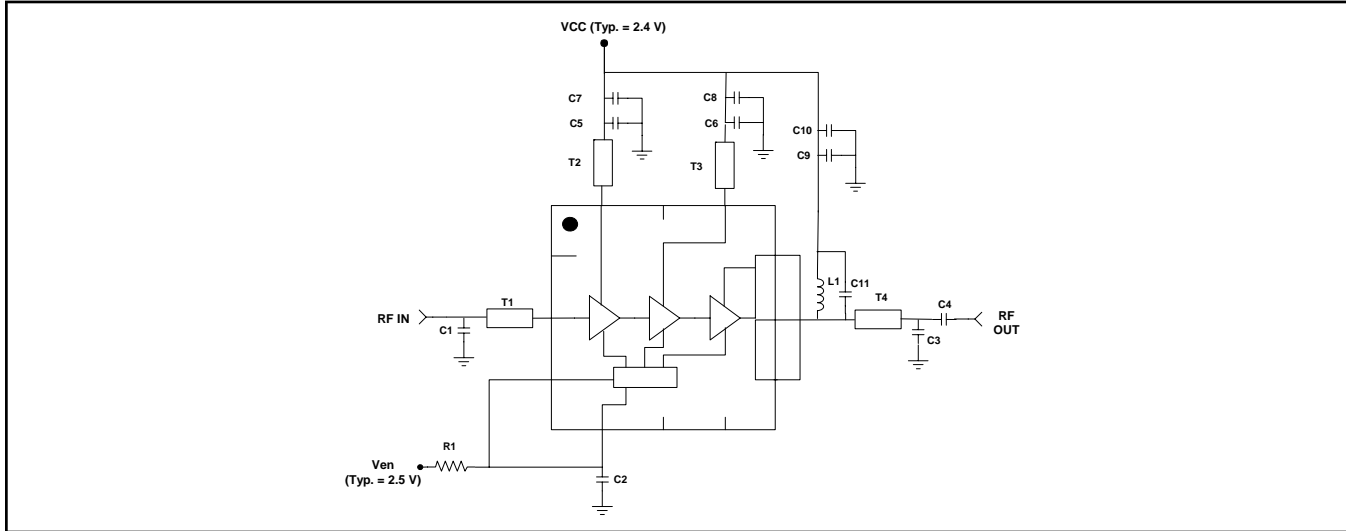 VCC (Typ. = 2.4 V)
C7
C8
C5
C6
C10
C9
T2
T3
L1
C11
T4
C4
T1
RF IN
C1
C3
RF
OUT
R1
Ven
(Typ. = 2.5 V)
C2